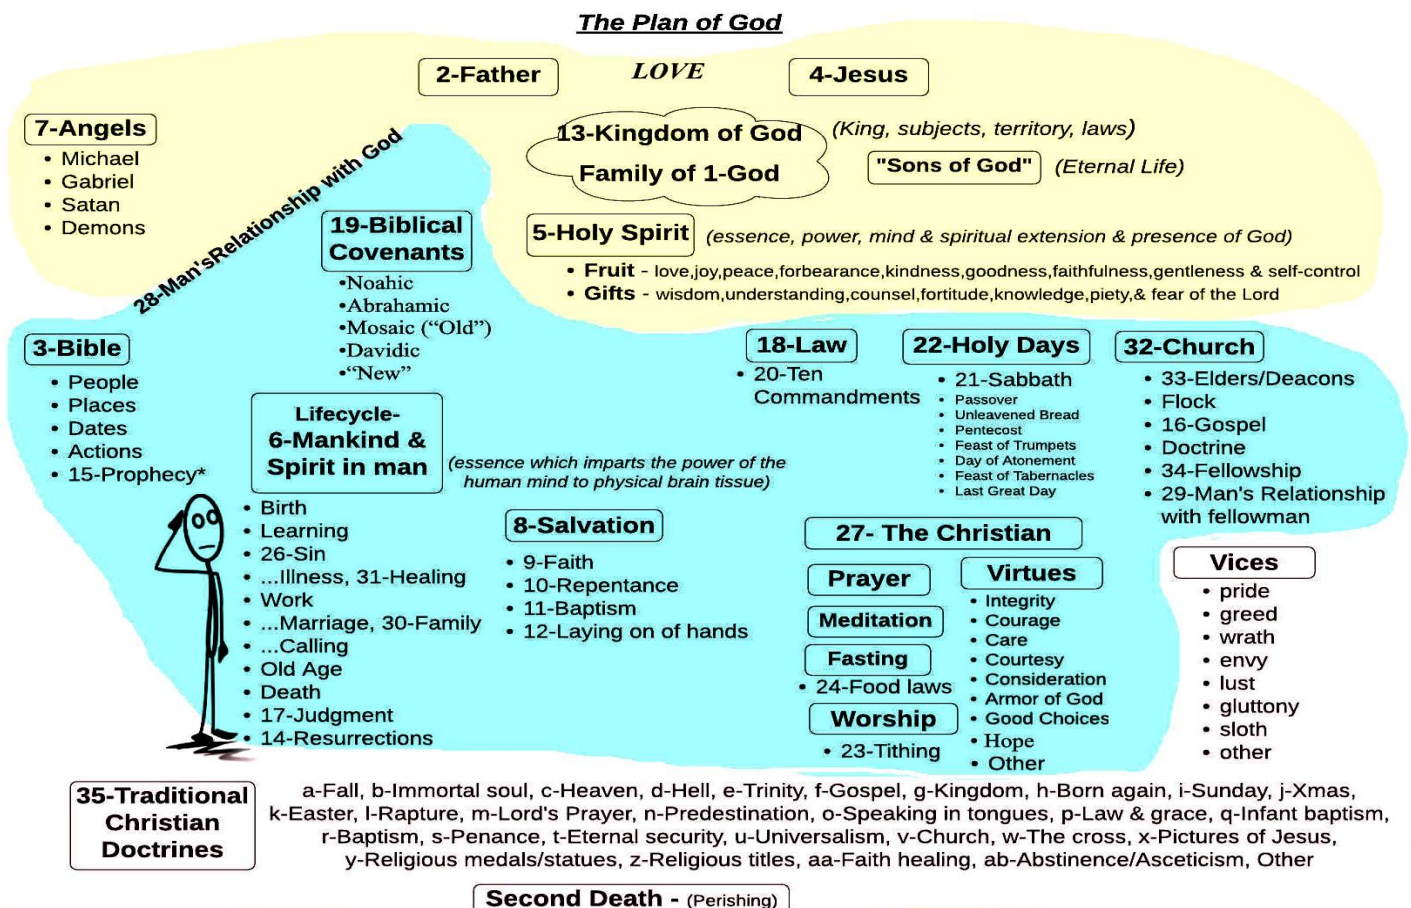 The Plan of God
2-Father
LOVE
4-Jesus
7-Angels
• Michael
• Gabriel
• Satan
• Demons
13-Kingdom of God
Family of 1-God
(King, subjects, territory, laws)
"Sons of God" (Eternal Life)
28-Man'sRelationship with God
5-Holy Spirit (essence, power, mind & spiritual extension & presence of God)
• Fruit - love,joy,peace,forbearance,kindness,goodness,faithfulness,gentleness & self-control
• Gifts - wisdom,understanding,counsel,fortitude,knowledge,piety,& fear of the Lord
19-Biblical
Covenants
•Noahic
•Abrahamic
•Mosaic (“Old”)
•Davidic
•“New”
3-Bible
• People
• Places
• Dates
• Actions
• 15-Prophecy*
18-Law
• 20-Ten
Commandments
22-Holy Days
• 21-Sabbath
• Passover
• Unleavened Bread
• Pentecost
• Feast of Trumpets
• Day of Atonement
• Feast of Tabernacles
• Last Great Day
32-Church
• 33-Elders/Deacons
• Flock
• 16-Gospel
• Doctrine
• 34-Fellowship
• 29-Man's Relationship
with fellowman
Lifecycle-
6-Mankind &
Spirit in man
(essence which imparts the power of the
human mind to physical brain tissue)
• Birth
• Learning
• 26-Sin
• ...Illness, 31-Healing
• Work
• ...Marriage, 30-Family
• ...Calling
• Old Age
• Death
• 17-Judgment
• 14-Resurrections
8-Salvation
• 9-Faith
• 10-Repentance
• 11-Baptism
• 12-Laying on of hands
27- The Christian
Prayer
Meditation
Fasting
• 24-Food laws
Worship
• 23-Tithing
Virtues
• Integrity
• Courage
• Care
• Courtesy
• Consideration
• Armor of God
• Good Choices
• Hope
• Other
Vices
• pride
• greed
• wrath
• envy
• lust
• gluttony
• sloth
• other
35-Traditional
Christian
Doctrines
a-Fall, b-Immortal soul, c-Heaven, d-Hell, e-Trinity, f-Gospel, g-Kingdom, h-Born again, i-Sunday, j-Xmas,
k-Easter, l-Rapture, m-Lord's Prayer, n-Predestination, o-Speaking in tongues, p-Law & grace, q-Infant baptism,
r-Baptism, s-Penance, t-Eternal security, u-Universalism, v-Church, w-The cross, x-Pictures of Jesus,
y-Religious medals/statues, z-Religious titles, aa-Faith healing, ab-Abstinence/Asceticism, Other
Second Death - (Perishing)